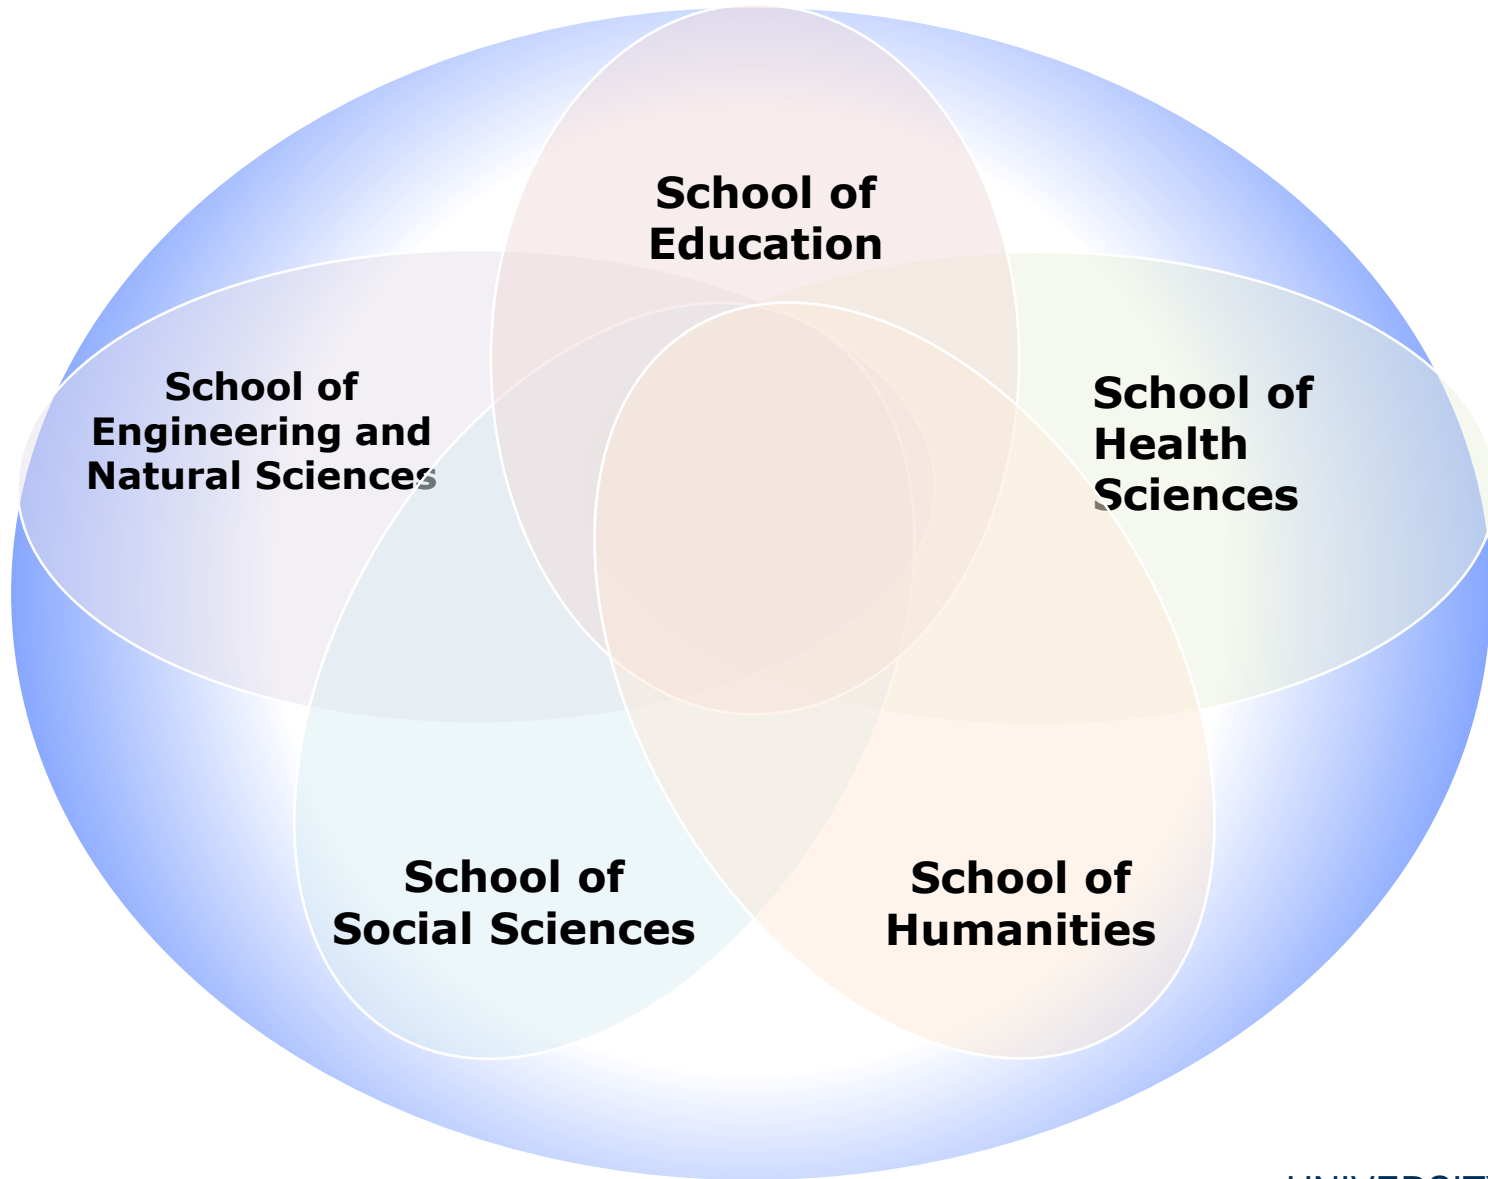 School of
Education
School of
Engineering and
Natural Sciences
School of
Health
Sciences
School of
Social Sciences
School of
Humanities